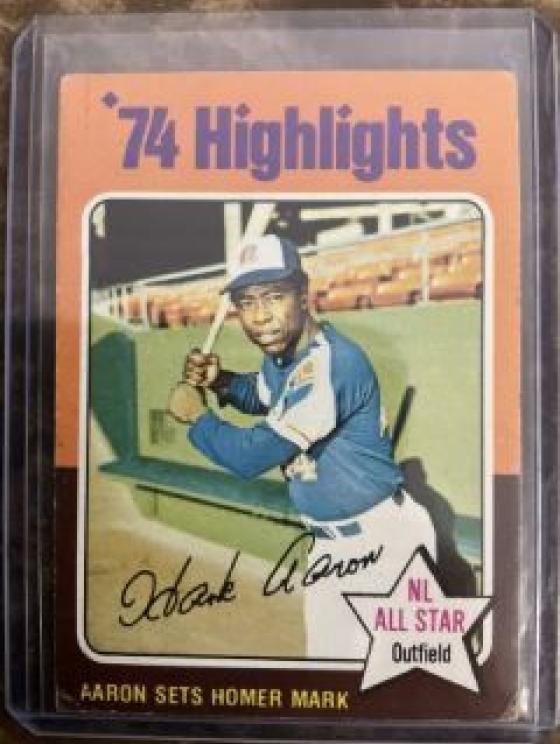 '74 Highlights
Hank Aaron
NL
ALL STAR
Outfield
AARON SETS HOMER MARK